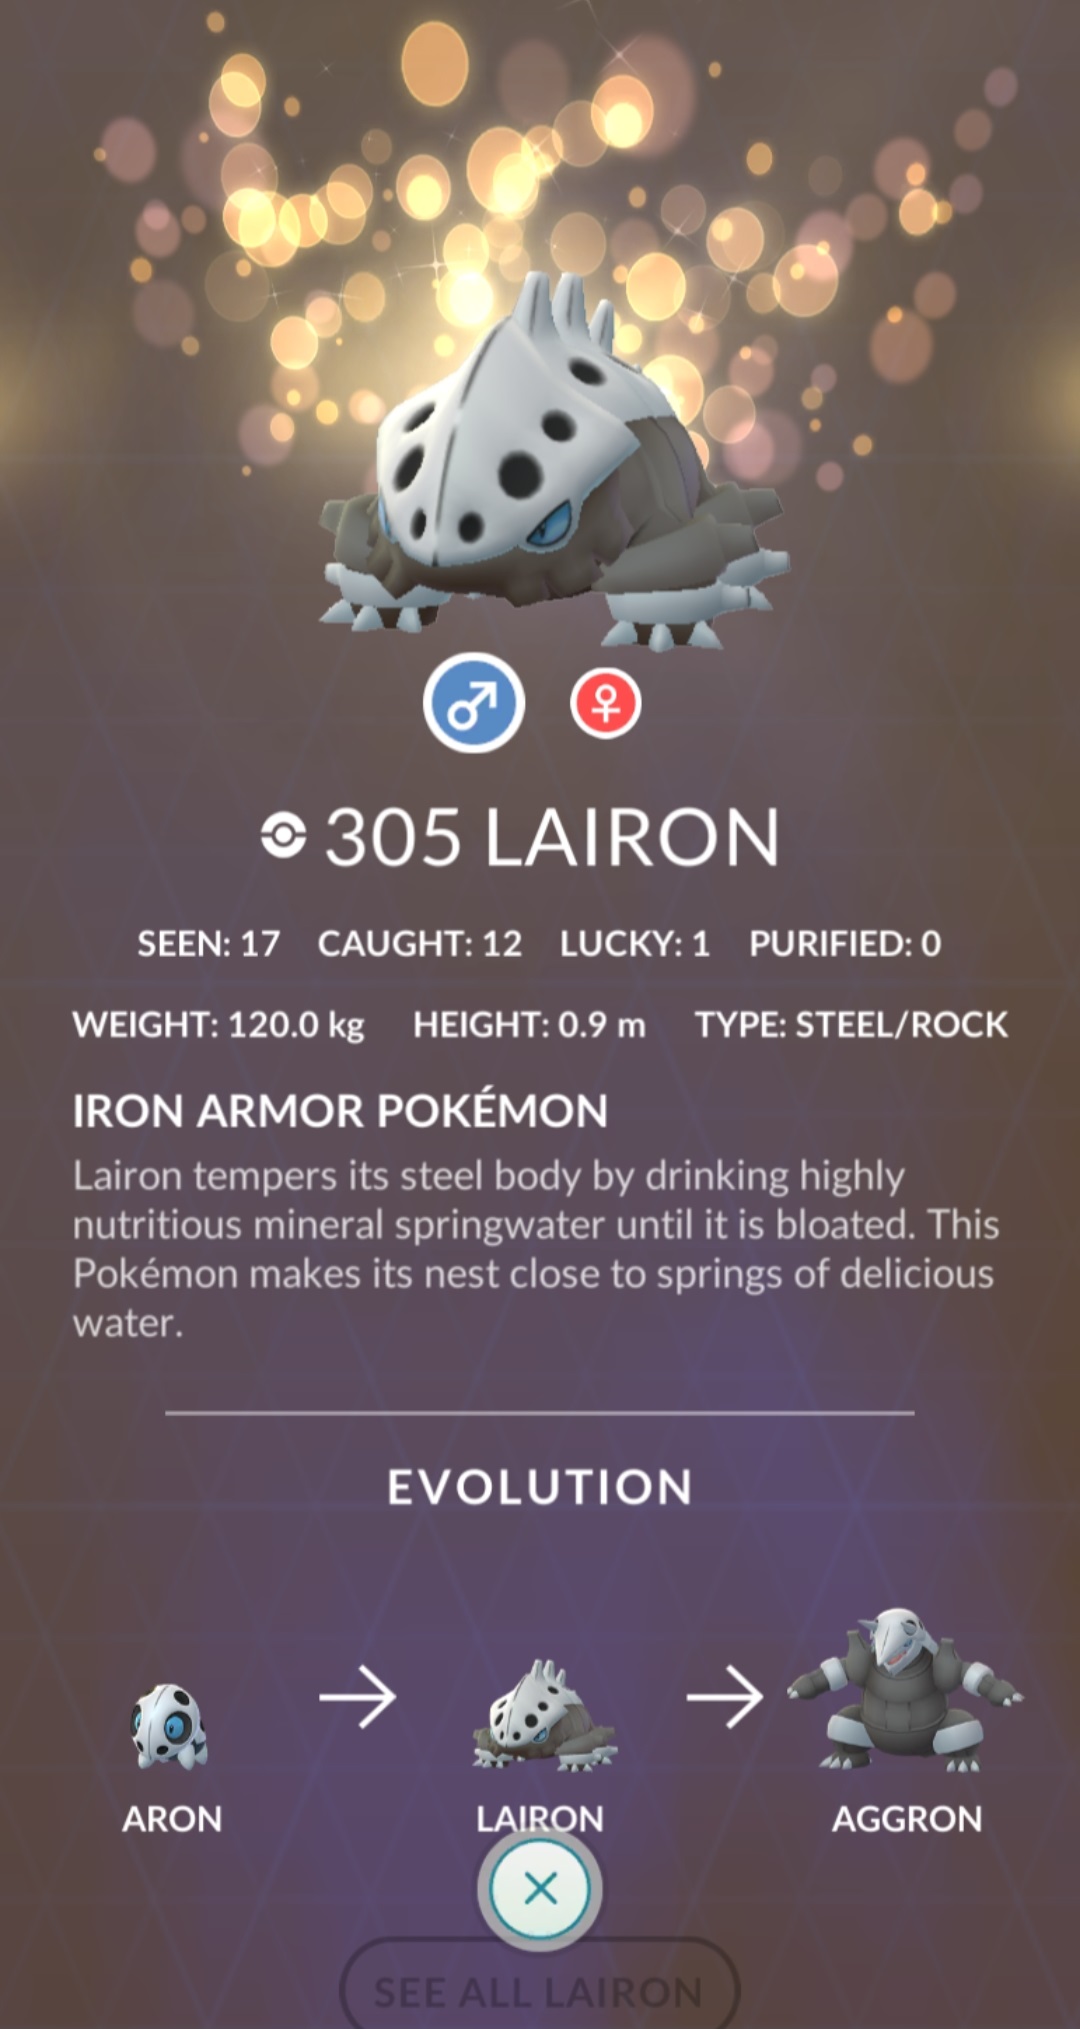 305 LAIRON
SEEN: 17 CAUGHT: 12 LUCKY: 1 PURIFIED: 0
WEIGHT: 120.0 kg HEIGHT: 0.9 m TYPE: STEEL/ROCK
IRON ARMOR POKÉMON
Lairon tempers its steel body by drinking highly
nutritious mineral springwater until it is bloated. This
Pokémon makes its nest close to springs of delicious
water.
EVOLUTION
ARON LAIRON AGGRON
SEE ALL LAIRON